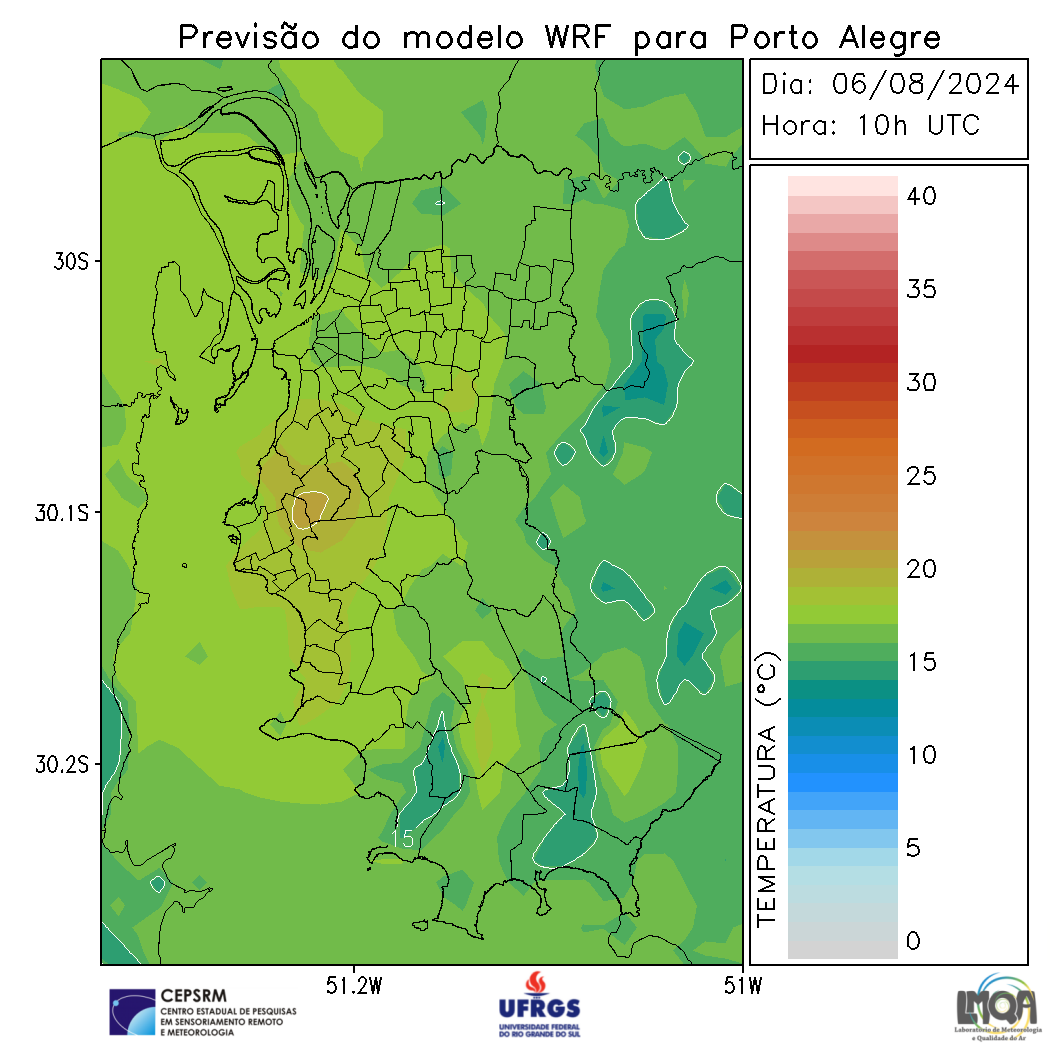 Previsão do modelo WRF para Porto Alegre
Dia: 06/08/2024
Hora: 10h UTC
30S
30.1S
30.2S
51.2W
51W
15
40
35
30
25
20
15
10
5
0
TEMPERATURA (°C)
CEPSRM
CENTRO ESTADUAL DE PESQUISAS
EM SENSORIAMENTO REMOTO
E METEOROLOGIA
UFRGS
UNIVERSIDADE FEDERAL
DO RIO GRANDE DO SUL
LMQA
Laboratório de Meteorologia
e Qualidade do Ar